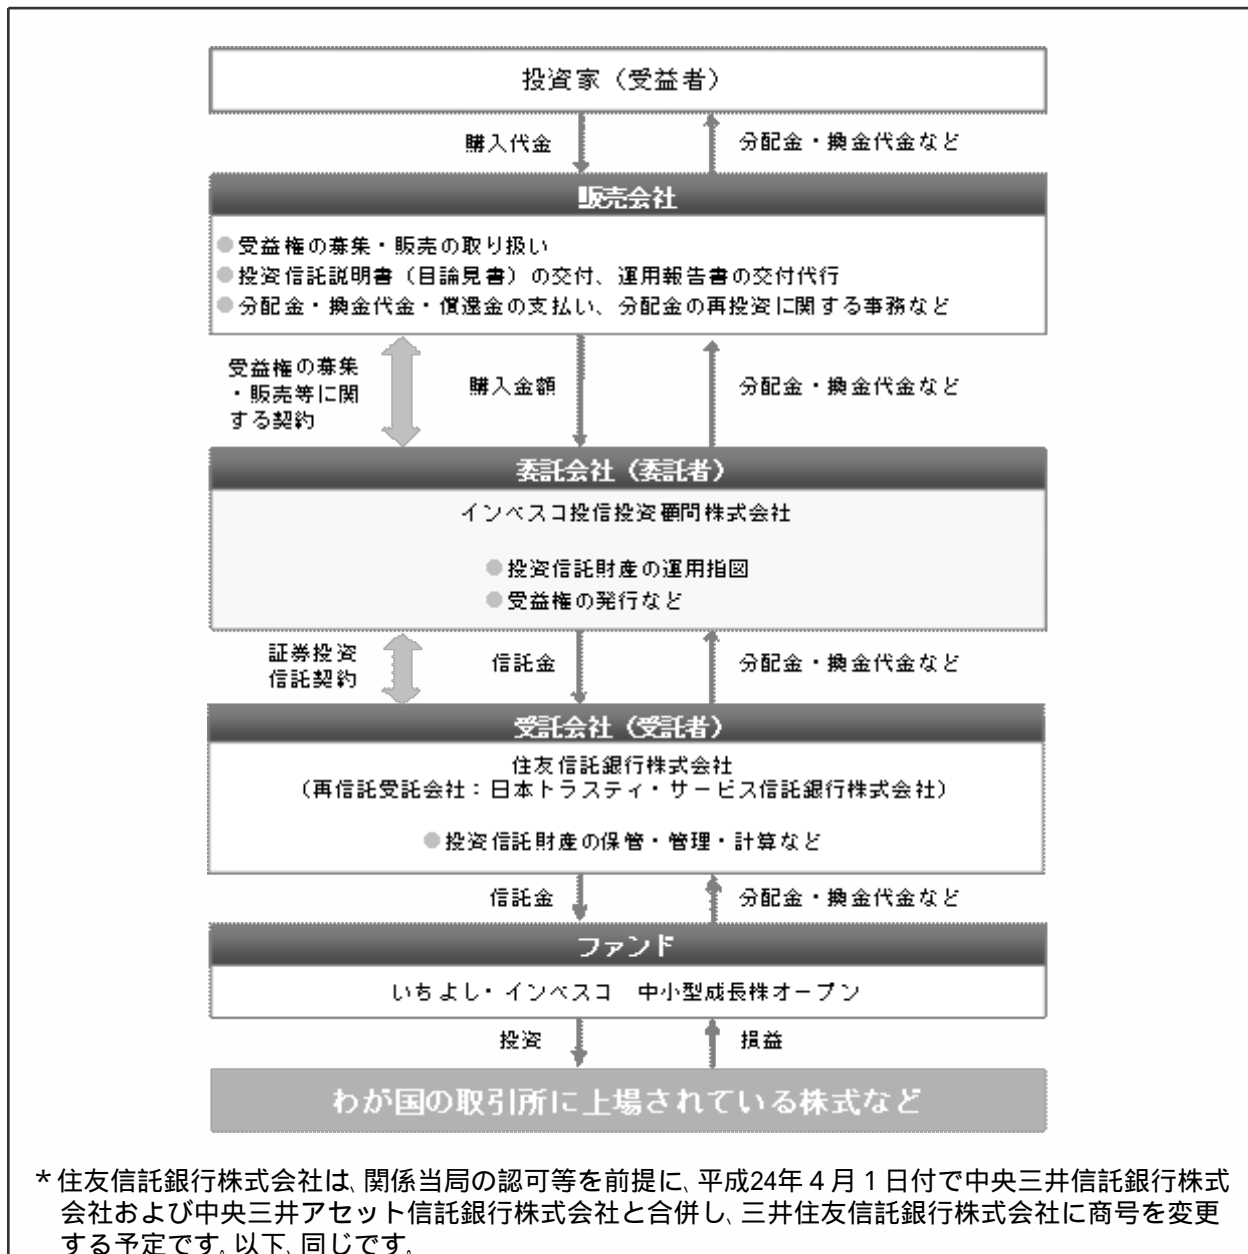 投資家（受益者）
購入代金
分配金・換金代金など
販売会社
●受益権の募集・販売の取り扱い
●投資信託説明書（目論見書）の交付、運用報告書の交付代行
●分配金・換金代金・償還金の支払い、分配金の再投資に関する事務など
受益権の募集
・販売等に関
する契約
購入金額
分配金・換金代金など
委託会社（委託者）
インベスコ投信投資顧問株式会社
●投資信託財産の運用指図
●受益権の発行など
証券投資
信託契約
信託金
分配金・換金代金など
受託会社（受託者）
住友信託銀行株式会社
（再信託受託会社：日本トラスティ・サービス信託銀行株式会社）
●投資信託財産の保管・管理・計算など
信託金
分配金・換金代金など
ファンド
いちよし・インベスコ　中小型成長株オープン
投資
損益
わが国の取引所に上場されている株式など
＊住友信託銀行株式会社は、関係当局の認可等を前提に、平成24年４月１日付で中央三井信託銀行株式
会社および中央三井アセット信託銀行株式会社と合併し、三井住友信託銀行株式会社に商号を変更
する予定です。以下、同じです。